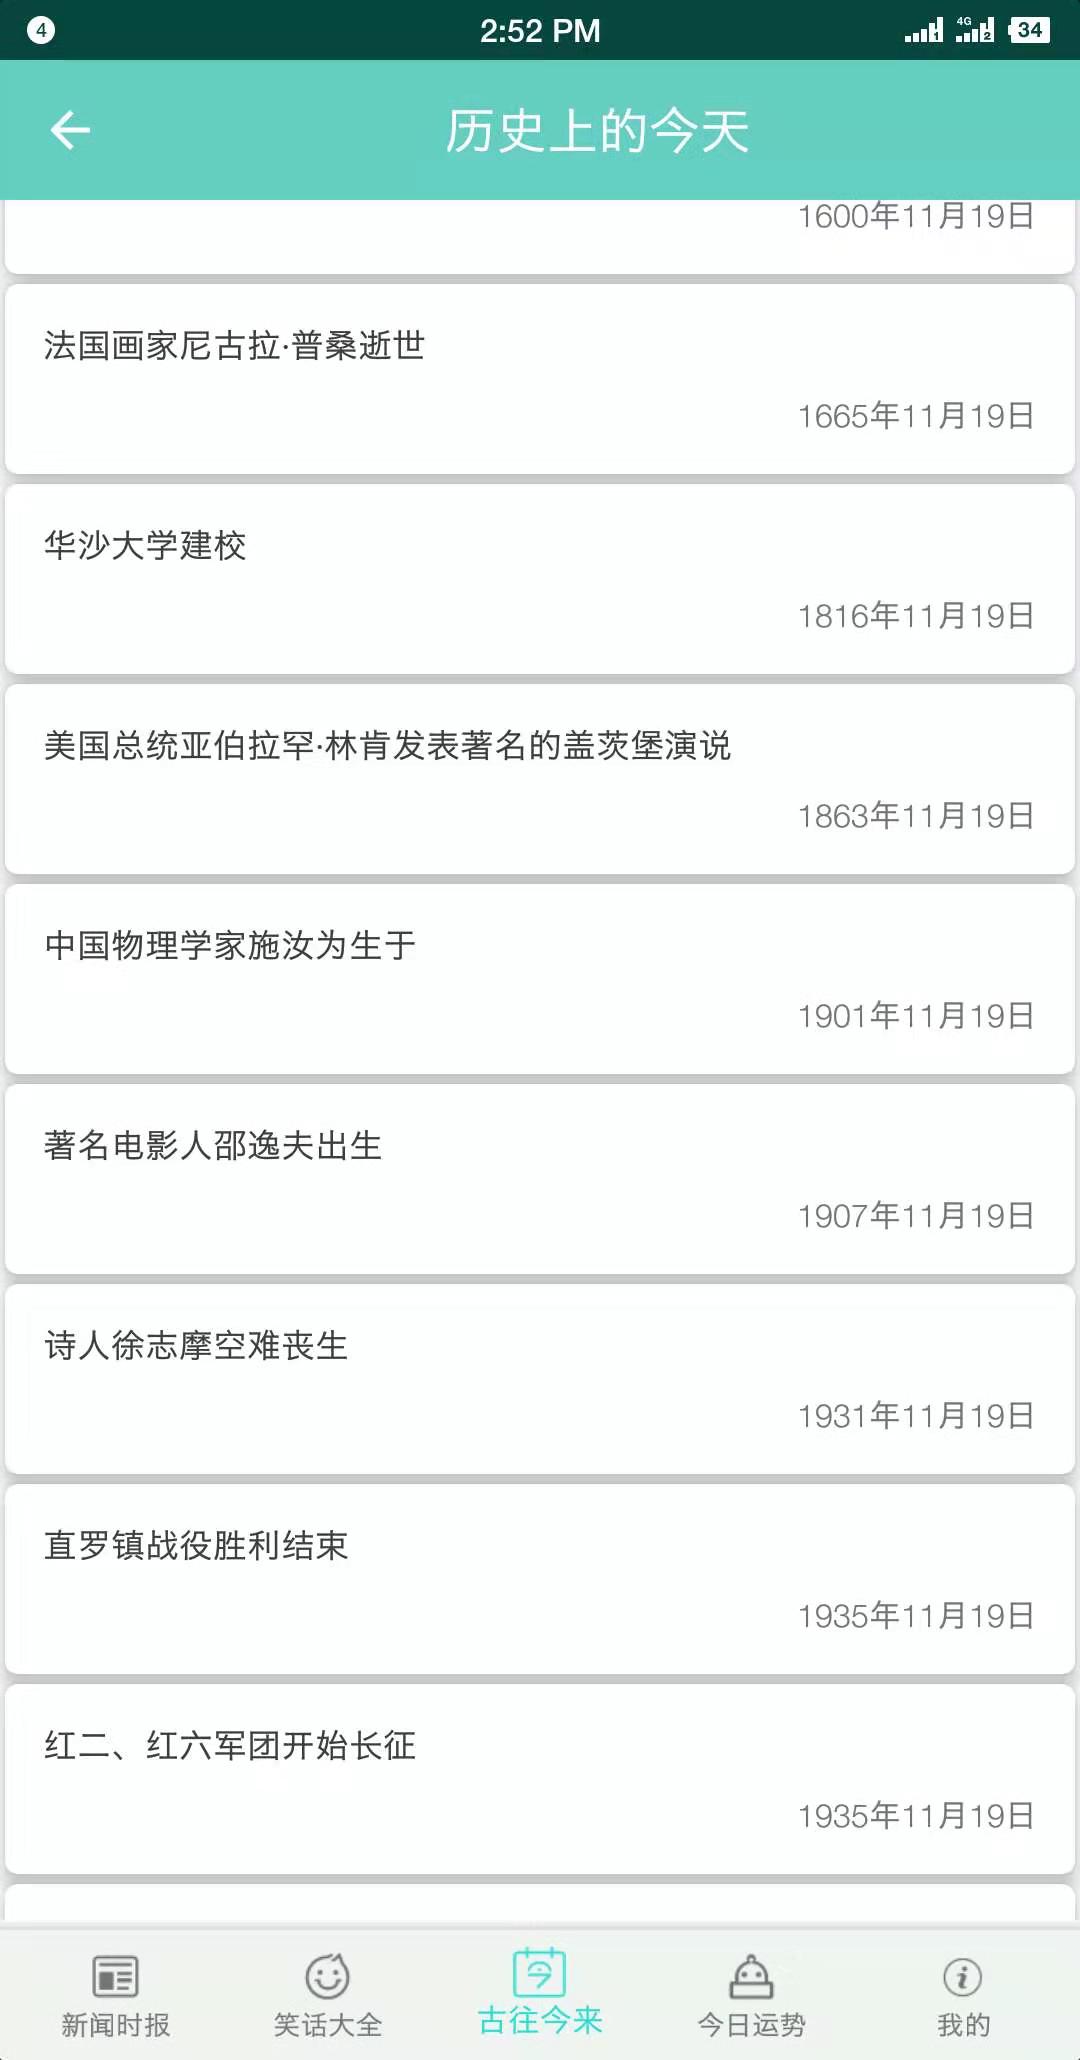 4
2:52 PM
1
4G
2
34
历史上的今天
1600年11月19日
法国画家尼古拉·普桑逝世
1665年11月19日
华沙大学建校
1816年11月19日
美国总统亚伯拉罕·林肯发表著名的盖茨堡演说
1863年11月19日
中国物理学家施汝为生于
1901年11月19日
著名电影人邵逸夫出生
1907年11月19日
诗人徐志摩空难丧生
1931年11月19日
直罗镇战役胜利结束
1935年11月19日
红二、红六军团开始长征
1935年11月19日
新闻时报
笑话大全
今
古往今来
今日运势
我的